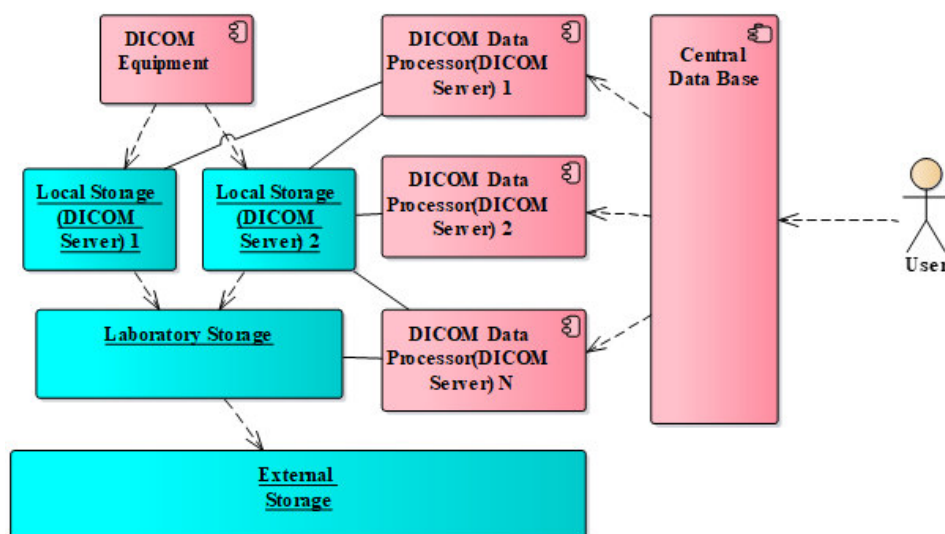 DICOM
Equipment
DICOM Data
Processor(DICOM
Server) 1
Central
Data Base
Local Storage
(DICOM
Server) 1
Local Storage
(DICOM
Server) 2
DICOM Data
Processor(DICOM
Server) 2
User
Laboratory Storage
DICOM Data
Processor(DICOM
Server) N
External
Storage